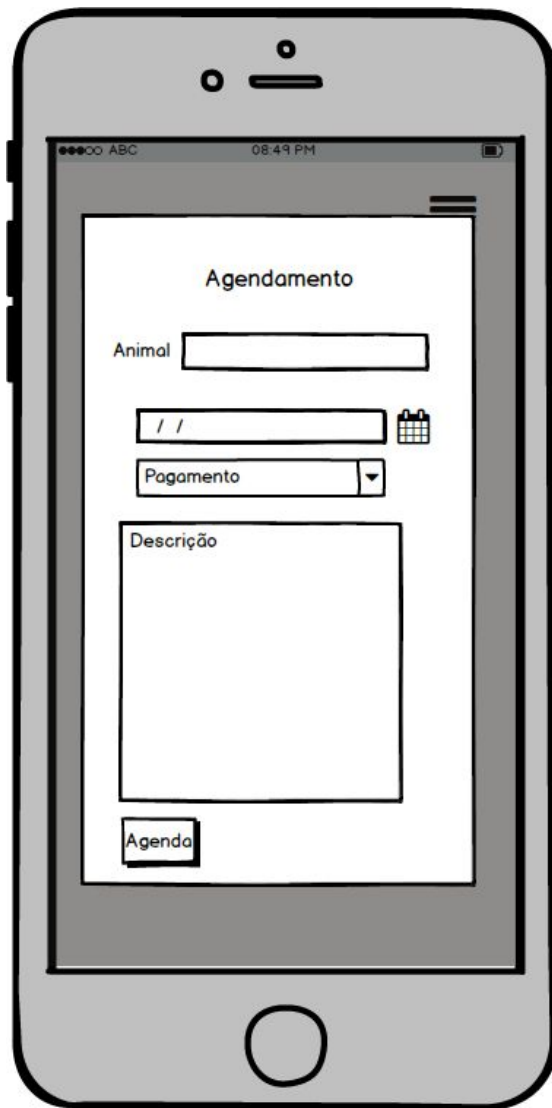 ABC 08:49 PM
Agendamento
Animal
/ /
Pagamento
Descrição
Agenda